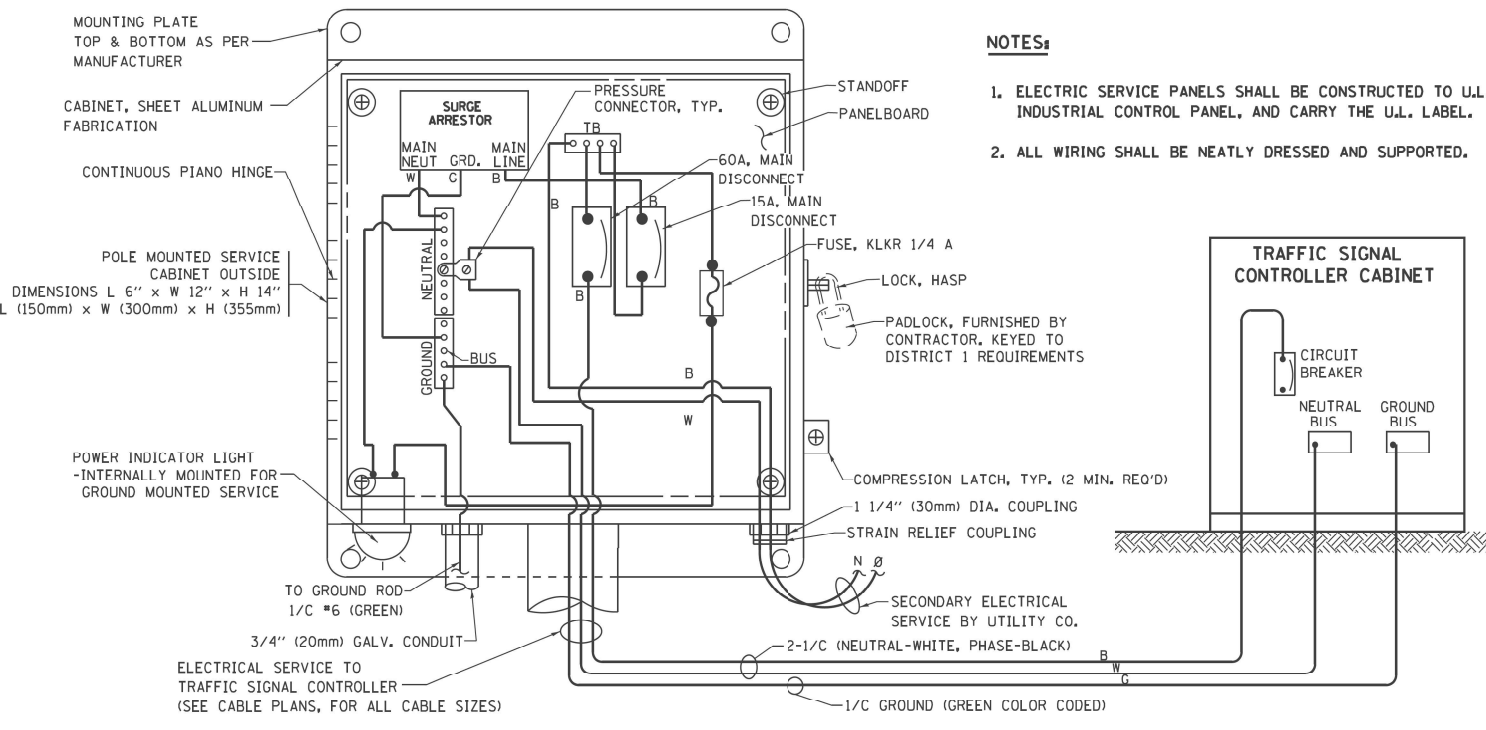 MOUNTING PLATE
TOP & BOTTOM AS PER
MANUFACTURER
CABINET, SHEET ALUMINUM
FABRICATION
CONTINUOUS PIANO HINGE
POLE MOUNTED SERVICE
CABINET OUTSIDE
DIMENSIONS L 6'' x W 12'' x H 14''
L (150mm) x W (300mm) x H (355mm)
POWER INDICATOR LIGHT
-INTERNALLY MOUNTED FOR
GROUND MOUNTED SERVICE
SURGE
ARRESTOR
MAIN
NEUT
GRD.
MAIN
LINE
W
C
B
PRESSURE
CONNECTOR, TYP.
TB
STANDOFF
PANELBOARD
60A, MAIN
DISCONNECT
15A, MAIN
DISCONNECT
B
B
B
NEUTRAL
GROUND
BUS
FUSE, KLKR 1/4 A
LOCK, HASP
PADLOCK, FURNISHED BY
CONTRACTOR. KEYED TO
DISTRICT 1 REQUIREMENTS
B
W
COMPRESSION LATCH, TYP. (2 MIN. REQ'D)
1 1/4'' (30mm) DIA. COUPLING
STRAIN RELIEF COUPLING
N Ø
SECONDARY ELECTRICAL
SERVICE BY UTILITY CO.
TO GROUND ROD
1/C #6 (GREEN)
3/4'' (20mm) GALV. CONDUIT
ELECTRICAL SERVICE TO
TRAFFIC SIGNAL CONTROLLER
(SEE CABLE PLANS, FOR ALL CABLE SIZES)
2-1/C (NEUTRAL-WHITE, PHASE-BLACK)
B
W
G
1/C GROUND (GREEN COLOR CODED)
NOTES:
1. ELECTRIC SERVICE PANELS SHALL BE CONSTRUCTED TO U.L
INDUSTRIAL CONTROL PANEL, AND CARRY THE U.L. LABEL.
2. ALL WIRING SHALL BE NEATLY DRESSED AND SUPPORTED.
TRAFFIC SIGNAL
CONTROLLER CABINET
CIRCUIT
BREAKER
NEUTRAL
BUS
GROUND
BUS